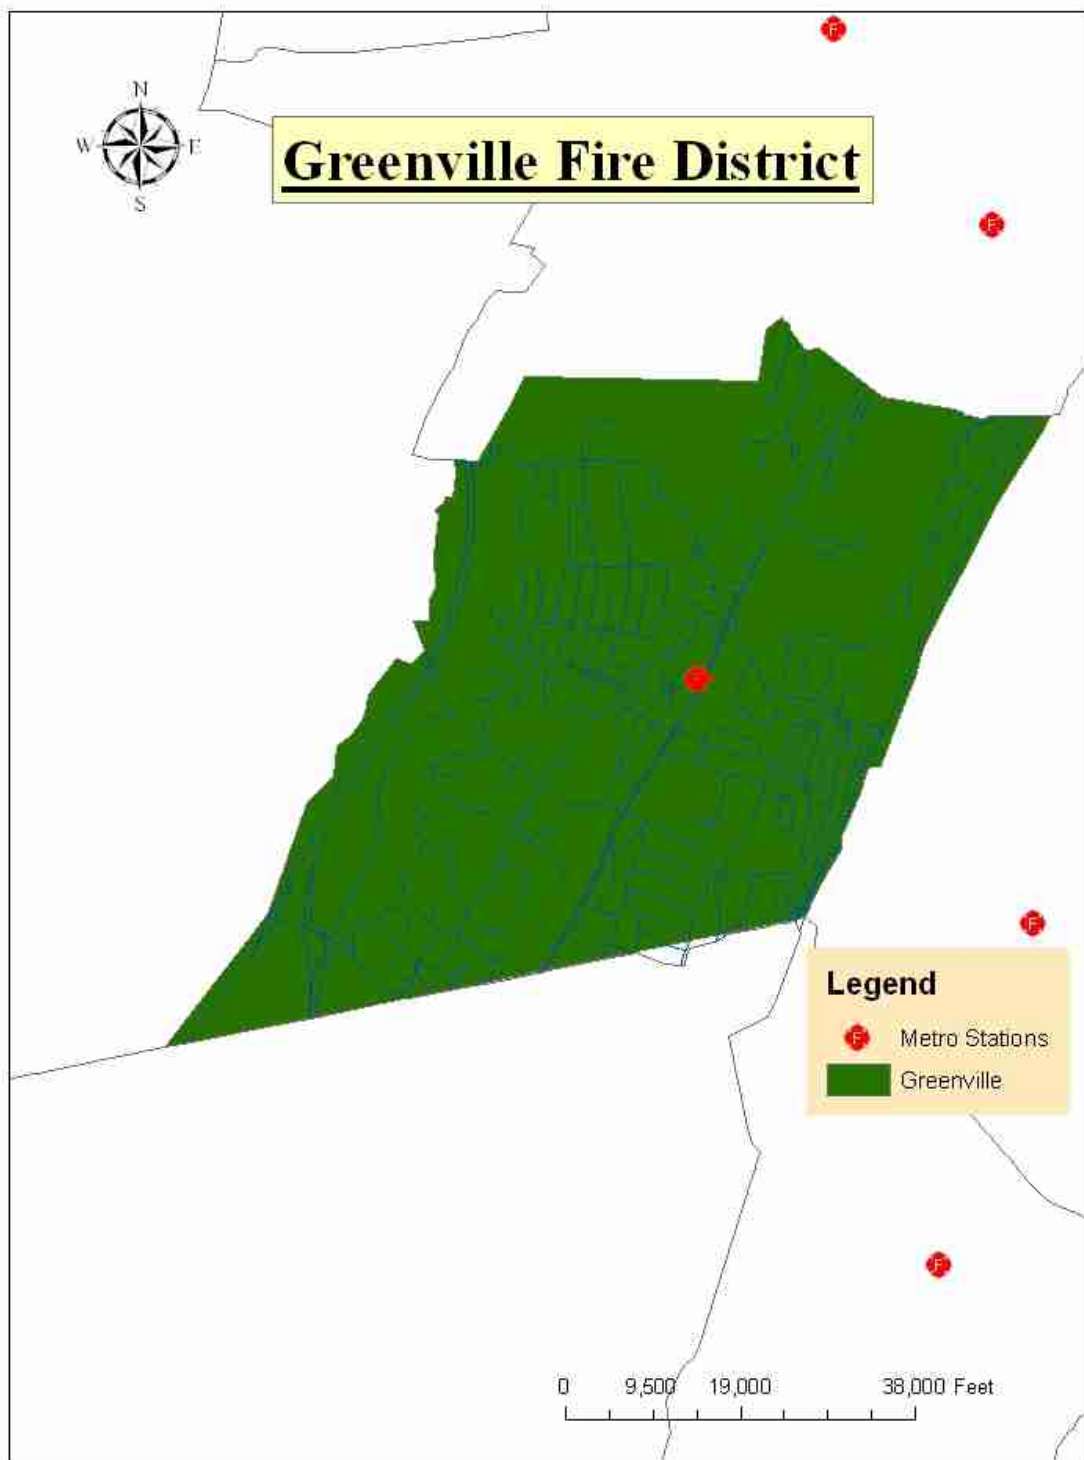 N
W E
S
Greenville Fire District
F
F
F
Legend
F Metro Stations
Greenville
F
0 9,500 19,000 38,000 Feet